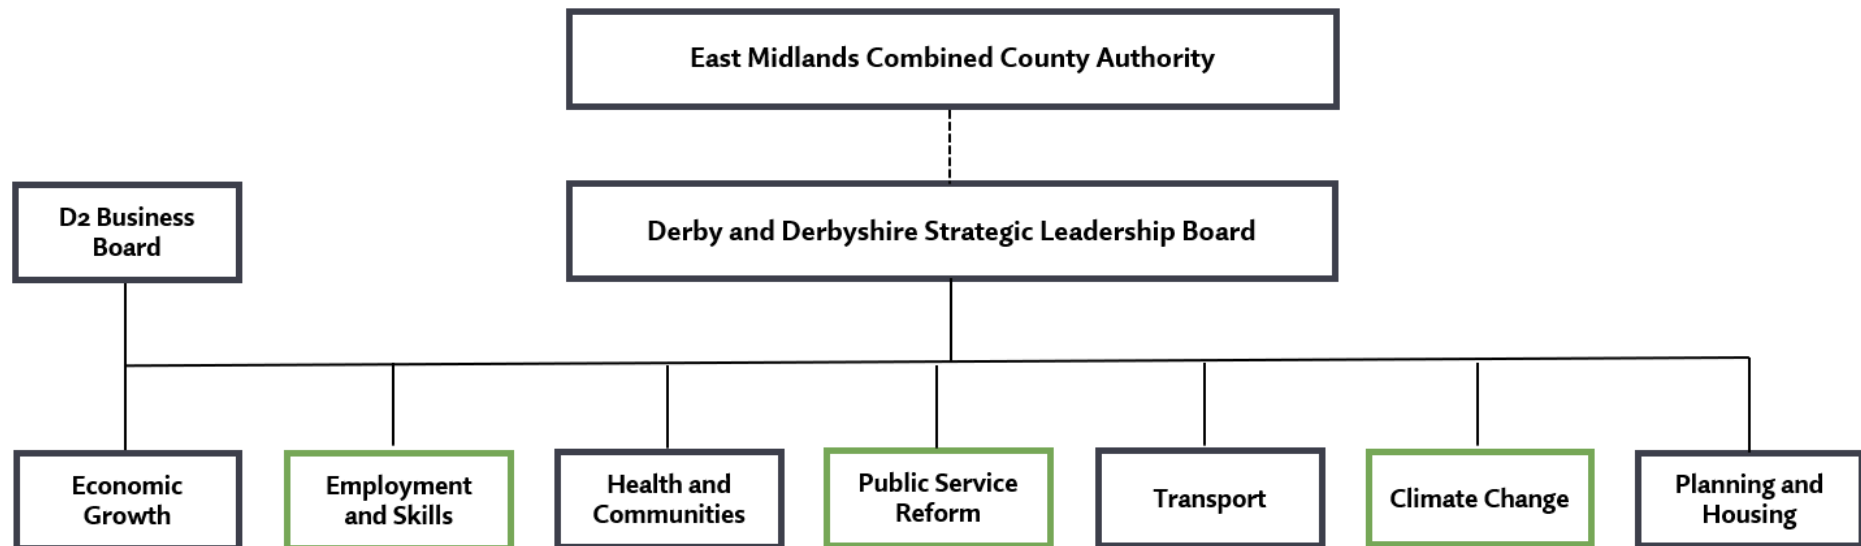 East Midlands Combined County Authority
D2 Business
Board
Derby and Derbyshire Strategic Leadership Board
Economic
Growth
Employment
and Skills
Health and
Communities
Public Service
Reform
Transport
Climate Change
Planning and
Housing